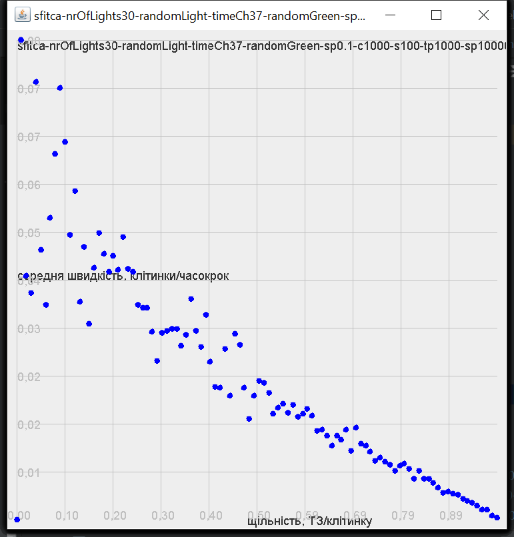 sfitca-nrOfLights30-randomLight-timeCh37-randomGreen-sp...
sfitca-nrOfLights30-randomLight-timeCh37-randomGreen-sp0.1-c1000-s100-tp1000-sp10000
0,07
0,06
0,05
середня швидкість, клітинки/часокрок
0,04
0,03
0,02
0,02
0,01
0,00 0,10 0,20 0,30 0,40 0,50 0,60 0,69 0,79 0,89
щільність, ТЗ/клітинку